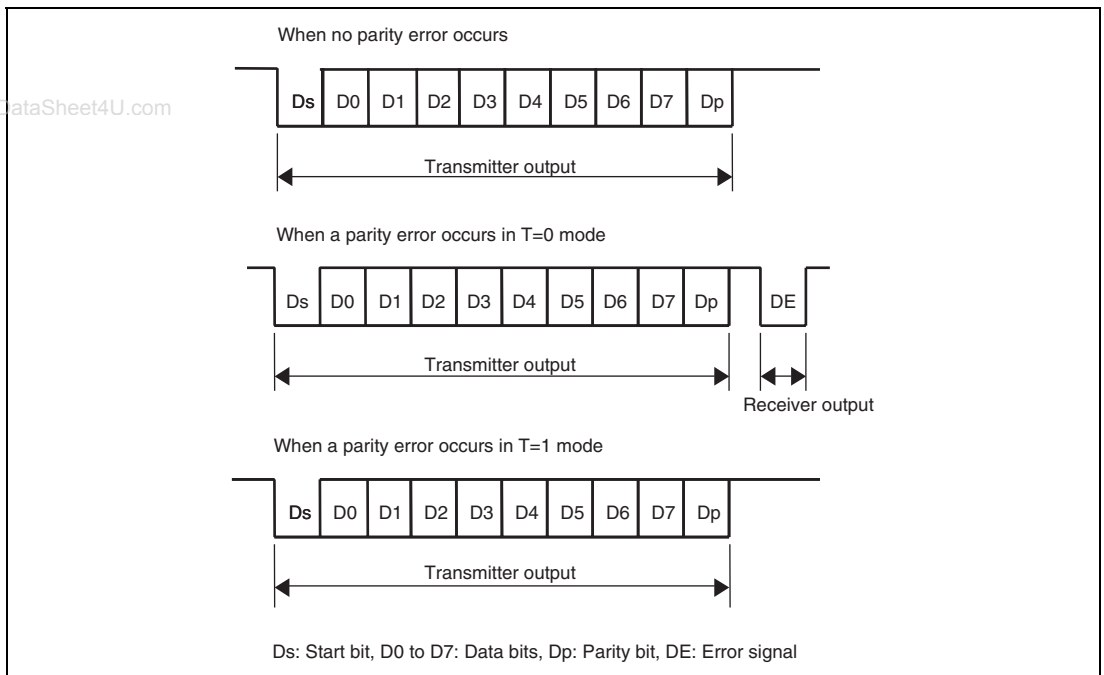 When no parity error occurs
DataSheet4U.com
Ds D0 D1 D2 D3 D4 D5 D6 D7 Dp
Transmitter output
When a parity error occurs in T=0 mode
Ds D0 D1 D2 D3 D4 D5 D6 D7 Dp DE
Transmitter output
Receiver output
When a parity error occurs in T=1 mode
Ds D0 D1 D2 D3 D4 D5 D6 D7 Dp
Transmitter output
Ds: Start bit, D0 to D7: Data bits, Dp: Parity bit, DE: Error signal